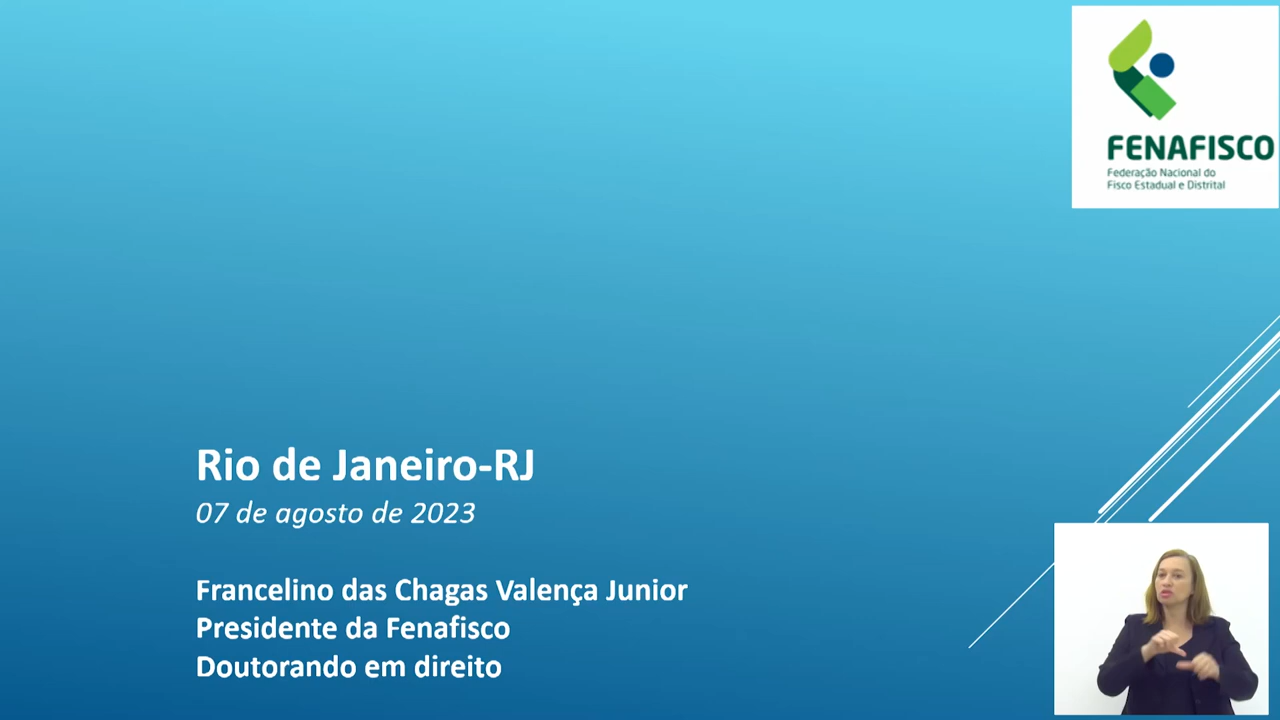 FENAFISCO
Federação Nacional do
Fisco Estadual e Distrital
Rio de Janeiro-RJ
07 de agosto de 2023
Francelino das Chagas Valença Junior
Presidente da Fenafisco
Doutorando em direito